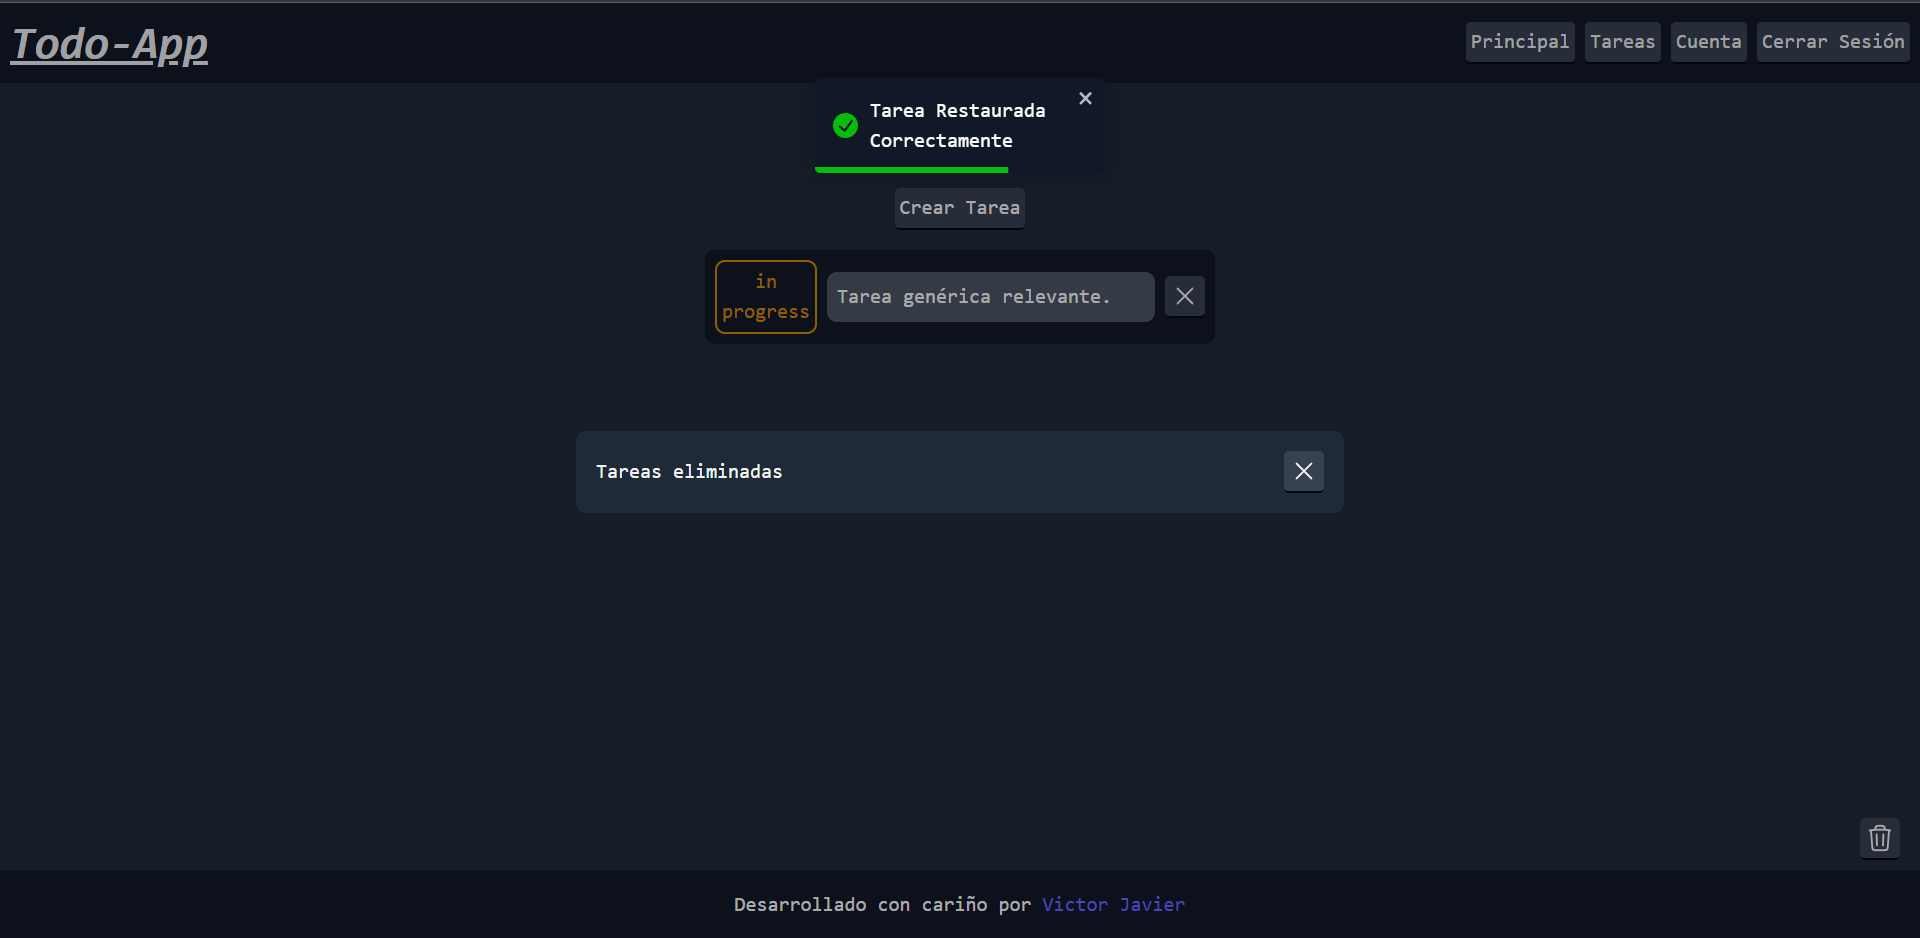 Todo-App
Principal
Tareas
Cuenta
Cerrar Sesión
Tarea Restaurada
Correctamente
Crear Tarea
in
progress
Tarea genérica relevante.
Tareas eliminadas
Desarrollado con cariño por Victor Javier